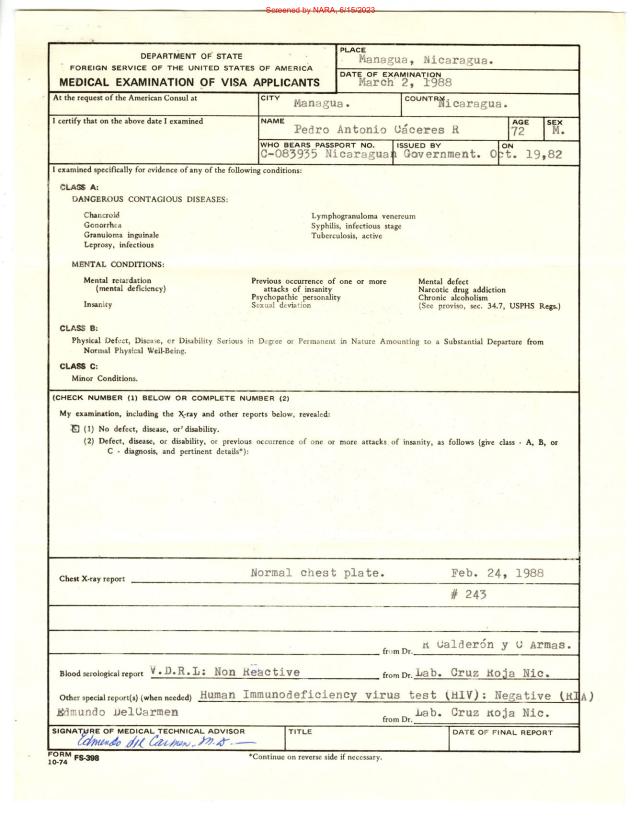 Screened by NARA, 6/15/2023
DEPARTMENT OF STATE
FOREIGN SERVICE OF THE UNITED STATES OF AMERICA
MEDICAL EXAMINATION OF VISA APPLICANTS
PLACE
Managua, Nicaragua.
DATE OF EXAMINATION
March 2, 1988
At the request of the American Consul at
CITY Managua.
COUNTRY Nicaragua.
I certify that on the above date I examined
NAME
Pedro Antonio Cáceres R
AGE
72
SEX
M.
WHO BEARS PASSPORT NO. ISSUED BY ON
C-083935 Nicaraguan Government. Oct. 19,82
I examined specifically for evidence of any of the following conditions:
CLASS A:
DANGEROUS CONTAGIOUS DISEASES:
Chancroid
Gonorrhea
Granuloma inguinale
Leprosy, infectious
Lymphogranuloma venereum
Syphilis, infectious stage
Tuberculosis, active
MENTAL CONDITIONS:
Mental retardation
(mental deficiency)
Insanity
Previous occurrence of one or more
attacks of insanity
Psychopathic personality
Sexual deviation
Mental defect
Narcotic drug addiction
Chronic alcoholism
(See proviso, sec. 34.7, USPHS Regs.)
CLASS B:
Physical Defect, Disease, or Disability Serious in Degree or Permanent in Nature Amounting to a Substantial Departure from
Normal Physical Well-Being.
CLASS C:
Minor Conditions.
(CHECK NUMBER (1) BELOW OR COMPLETE NUMBER (2)
My examination, including the X-ray and other reports below, revealed:
(1) No defect, disease, or disability.
(2) Defect, disease, or disability, or previous occurrence of one or more attacks of insanity, as follows (give class - A, B, or
C - diagnosis, and pertinent details*):
Chest X-ray report Normal chest plate. Feb. 24, 1988
# 243
from Dr. R Calderón y C Armas.
Blood serological report V.D.R.L: Non Reactive from Dr. Lab. Cruz Roja Nic.
Other special report(s) (when needed) Human Immunodeficiency virus test (HIV): Negative (RIA)
Edmundo DelCarmen from Dr. Lab. Cruz Roja Nic.
SIGNATURE OF MEDICAL TECHNICAL ADVISOR
Edmundo del Carmen. M.D.
TITLE
DATE OF FINAL REPORT
FORM
10-74 FS-398
*Continue on reverse side if necessary.